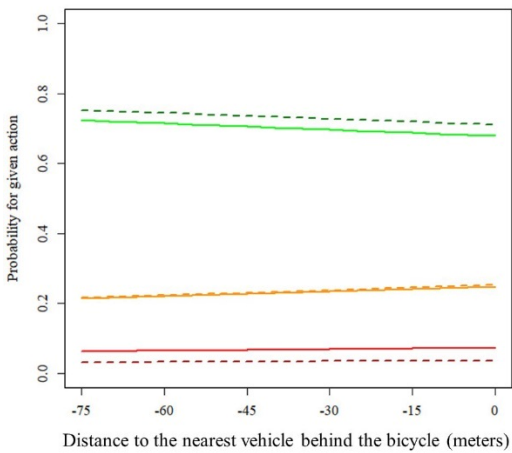 Probability for given action
1.0
0.8
0.6
0.4
0.2
0.0
-75 -60 -45 -30 -15 0
Distance to the nearest vehicle behind the bicycle (meters)